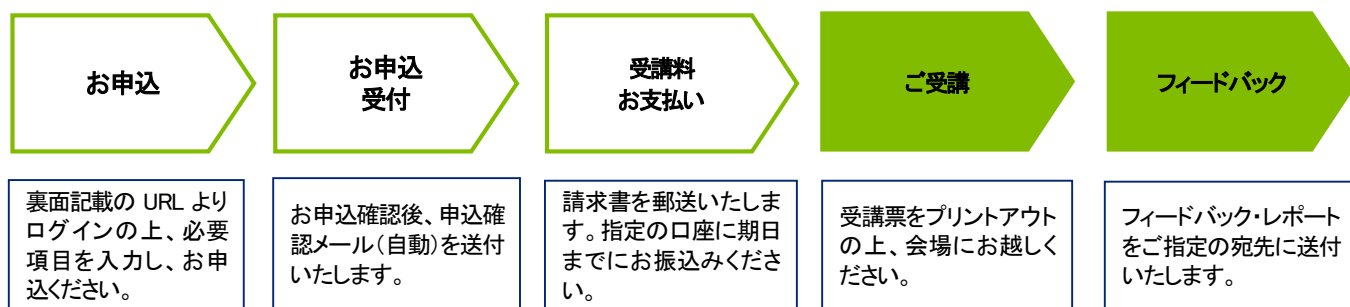 お申込
お申込
受付
受講料
お支払い
ご受講
フィードバック
裏面記載の URL より
ログインの上、必要
項目を入力し、お申
込ください。
お申込確認後、申込確
認メール(自動)を送付
いたします。
請求書を郵送いたしま
す。指定の口座に期日
までにお振込みくださ
い。
受講票をプリントアウト
の上、会場にお越しく
ださい。
フィードバック・レポート
をご指定の宛先に送付
いたします。